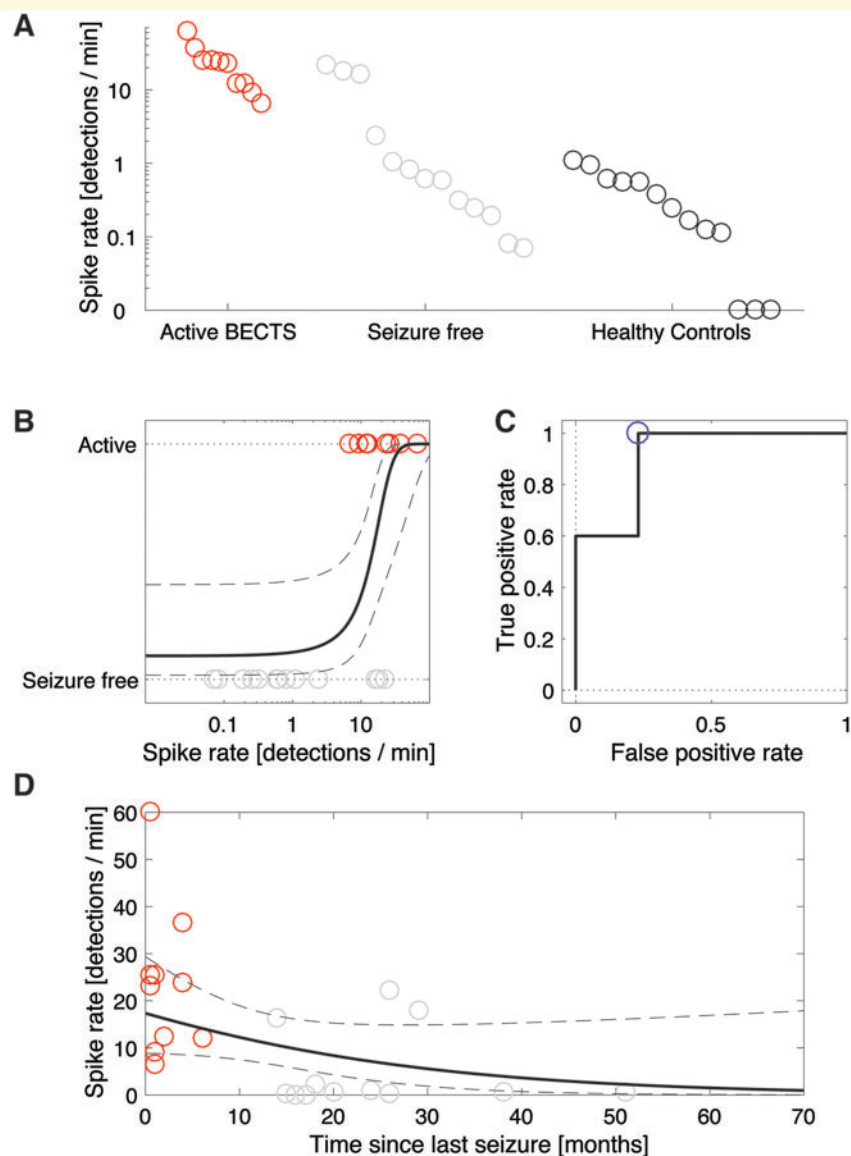 A
Spike rate [detections / min]
10
1
0.1
0
Active BECTS Seizure free Healthy Controls
B
Active
Seizure free
0.1 1 10
Spike rate [detections / min]
C
True positive rate
1
0.8
0.6
0.4
0.2
0
0 0.5 1
False positive rate
D
Spike rate [detections / min]
60
50
40
30
20
10
0
0 10 20 30 40 50 60 70
Time since last seizure [months]